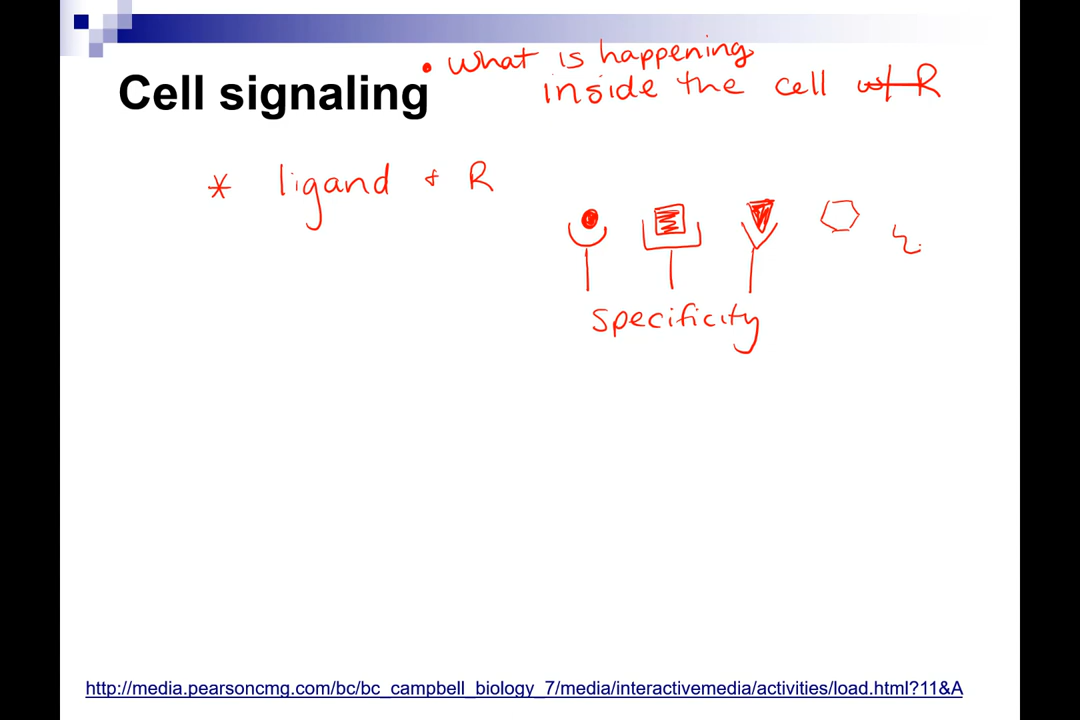 • What is happening
Cell signaling
inside the cell w/ R
* ligand & R
Specificity
http://media.pearsoncmg.com/bc/bc_campbell_biology_7/media/interactivemedia/activities/load.html?11&A